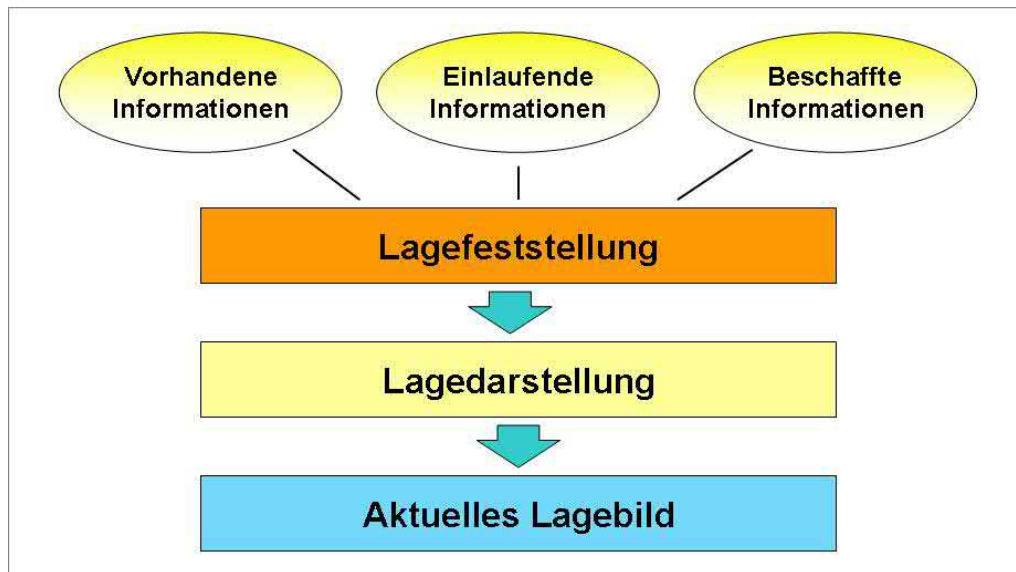 Vorhandene
Informationen
Einlaufende
Informationen
Beschaffte
Informationen
Lagefeststellung
Lagedarstellung
Aktuelles Lagebild